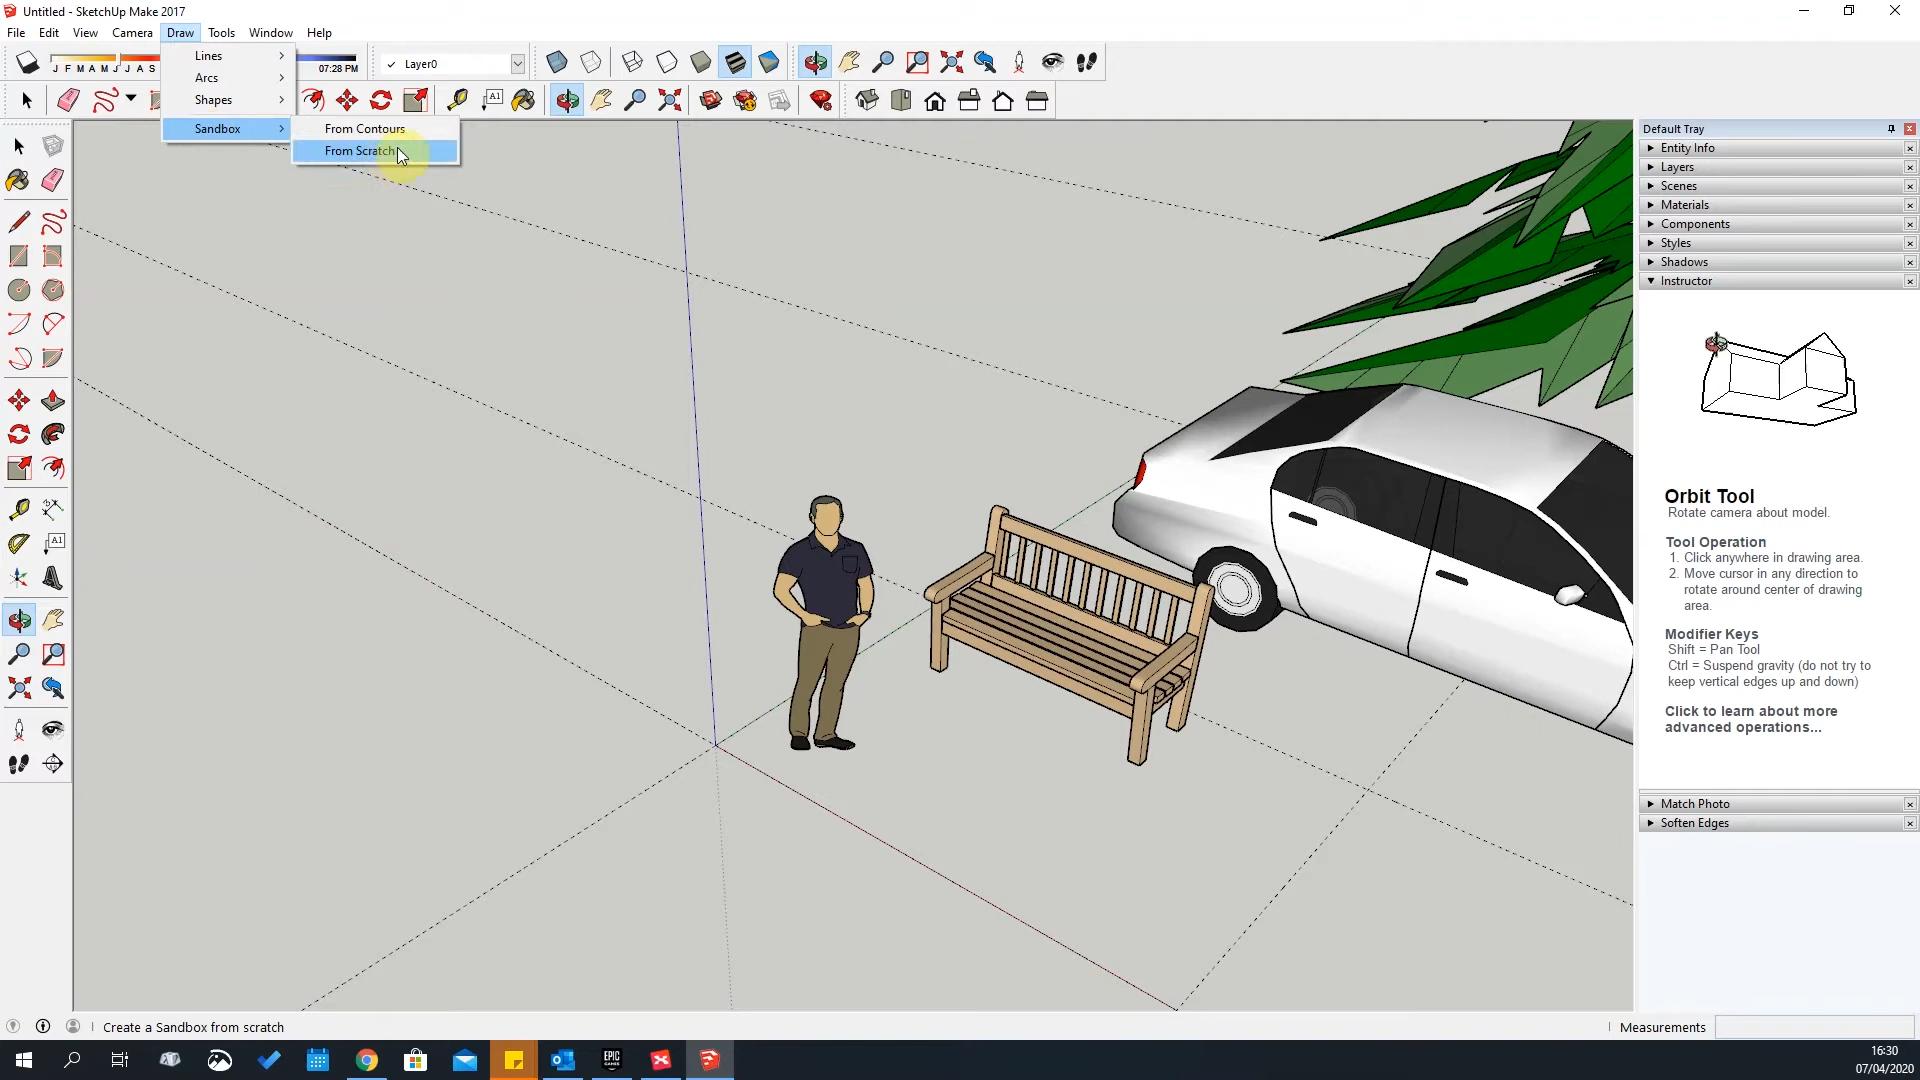 Untitled - SketchUp Make 2017
File Edit View Camera Draw Tools Window Help
J F M A M J J A S
07:28 PM
Layer0
A1
Lines
Arcs
Shapes
Sandbox
From Contours
From Scratch
A1
Default Tray
Entity Info
Layers
Scenes
Materials
Components
Styles
Shadows
Instructor
Orbit Tool
Rotate camera about model.
Tool Operation
1. Click anywhere in drawing area.
2. Move cursor in any direction to
rotate around center of drawing
area.
Modifier Keys
Shift = Pan Tool
Ctrl = Suspend gravity (do not try to
keep vertical edges up and down)
Click to learn about more
advanced operations...
Match Photo
Soften Edges
Create a Sandbox from scratch
Measurements
EPIC
GAMES
16:30
07/04/2020